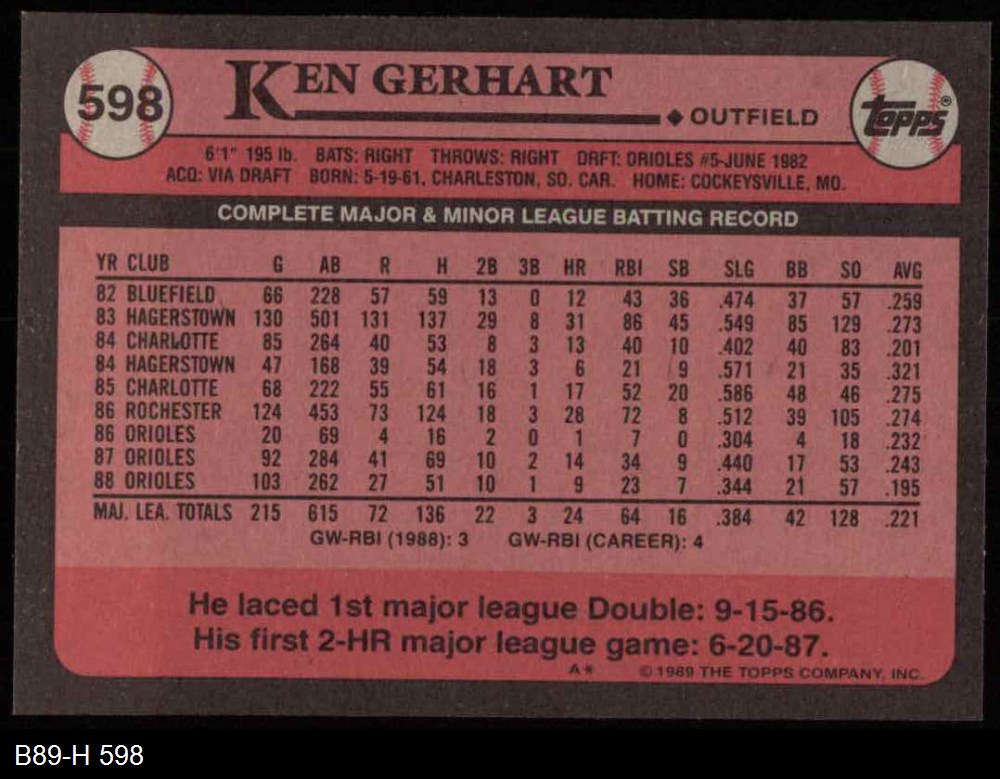 598
KEN GERHART
◆ OUTFIELD
TOPPS®
6'1" 195 lb. BATS: RIGHT THROWS: RIGHT DRFT: ORIOLES #5-JUNE 1982
ACQ: VIA DRAFT BORN: 5-19-61, CHARLESTON, SO. CAR. HOME: COCKEYSVILLE, MO.
COMPLETE MAJOR & MINOR LEAGUE BATTING RECORD
YR CLUB G AB R H 2B 3B HR RBI SB SLG BB SO AVG
82 BLUEFIELD 66 228 57 59 13 0 12 43 36 .474 37 57 .259
83 HAGERSTOWN 130 501 131 137 29 8 31 86 45 .549 85 129 .273
84 CHARLOTTE 85 264 40 53 8 3 13 40 10 .402 40 83 .201
84 HAGERSTOWN 47 168 39 54 18 3 6 21 9 .571 21 35 .321
85 CHARLOTTE 68 222 55 61 16 1 17 52 20 .586 48 46 .275
86 ROCHESTER 124 453 73 124 18 3 28 72 8 .512 39 105 .274
86 ORIOLES 20 69 4 16 2 0 1 7 0 .304 4 18 .232
87 ORIOLES 92 284 41 69 10 2 14 34 9 .440 17 53 .243
88 ORIOLES 103 262 27 51 10 1 9 23 7 .344 21 57 .195
MAJ. LEA. TOTALS 215 615 72 136 22 3 24 64 16 .384 42 128 .221
GW-RBI (1988): 3 GW-RBI (CAREER): 4
He laced 1st major league Double: 9-15-86.
His first 2-HR major league game: 6-20-87.
A* © 1989 THE TOPPS COMPANY, INC.
B89-H 598